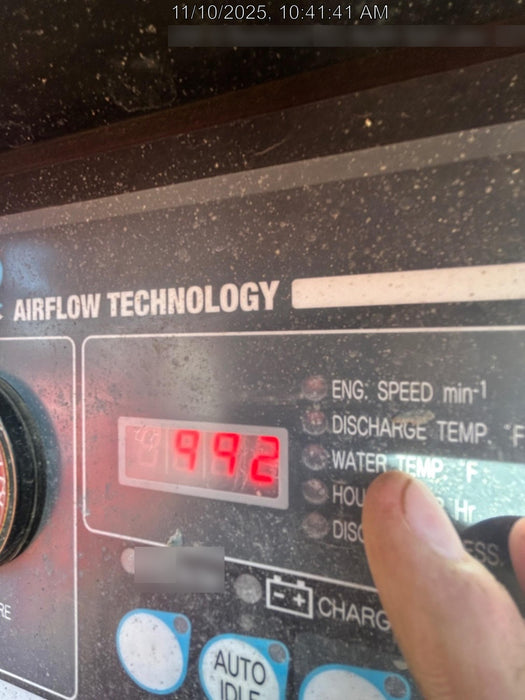 11/10/2025, 10:41:41 AM
AIRFLOW TECHNOLOGY
ENG. SPEED min-1
DISCHARGE TEMP. °F
992
WATER TEMP. °F
Hr
CHARG
AUTO
IDLE